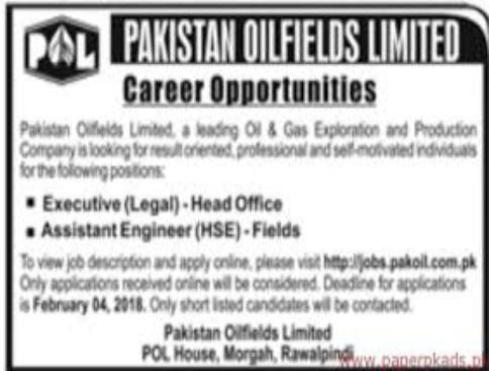 POL PAKISTAN OILFIELDS LIMITED
Career Opportunities
Pakistan Oilfields Limited, a leading Oil & Gas Exploration and Production
Company is looking for result oriented, professional and self-motivated individuals
for the following positions:
▪ Executive (Legal) - Head Office
▪ Assistant Engineer (HSE) - Fields
To view job description and apply online, please visit http://jobs.pakoil.com.pk
Only applications received online will be considered. Deadline for applications
is February 04, 2018. Only short listed candidates will be contacted.
Pakistan Oilfields Limited
POL House, Morgah, Rawalpindi
www.paperpkads.pk